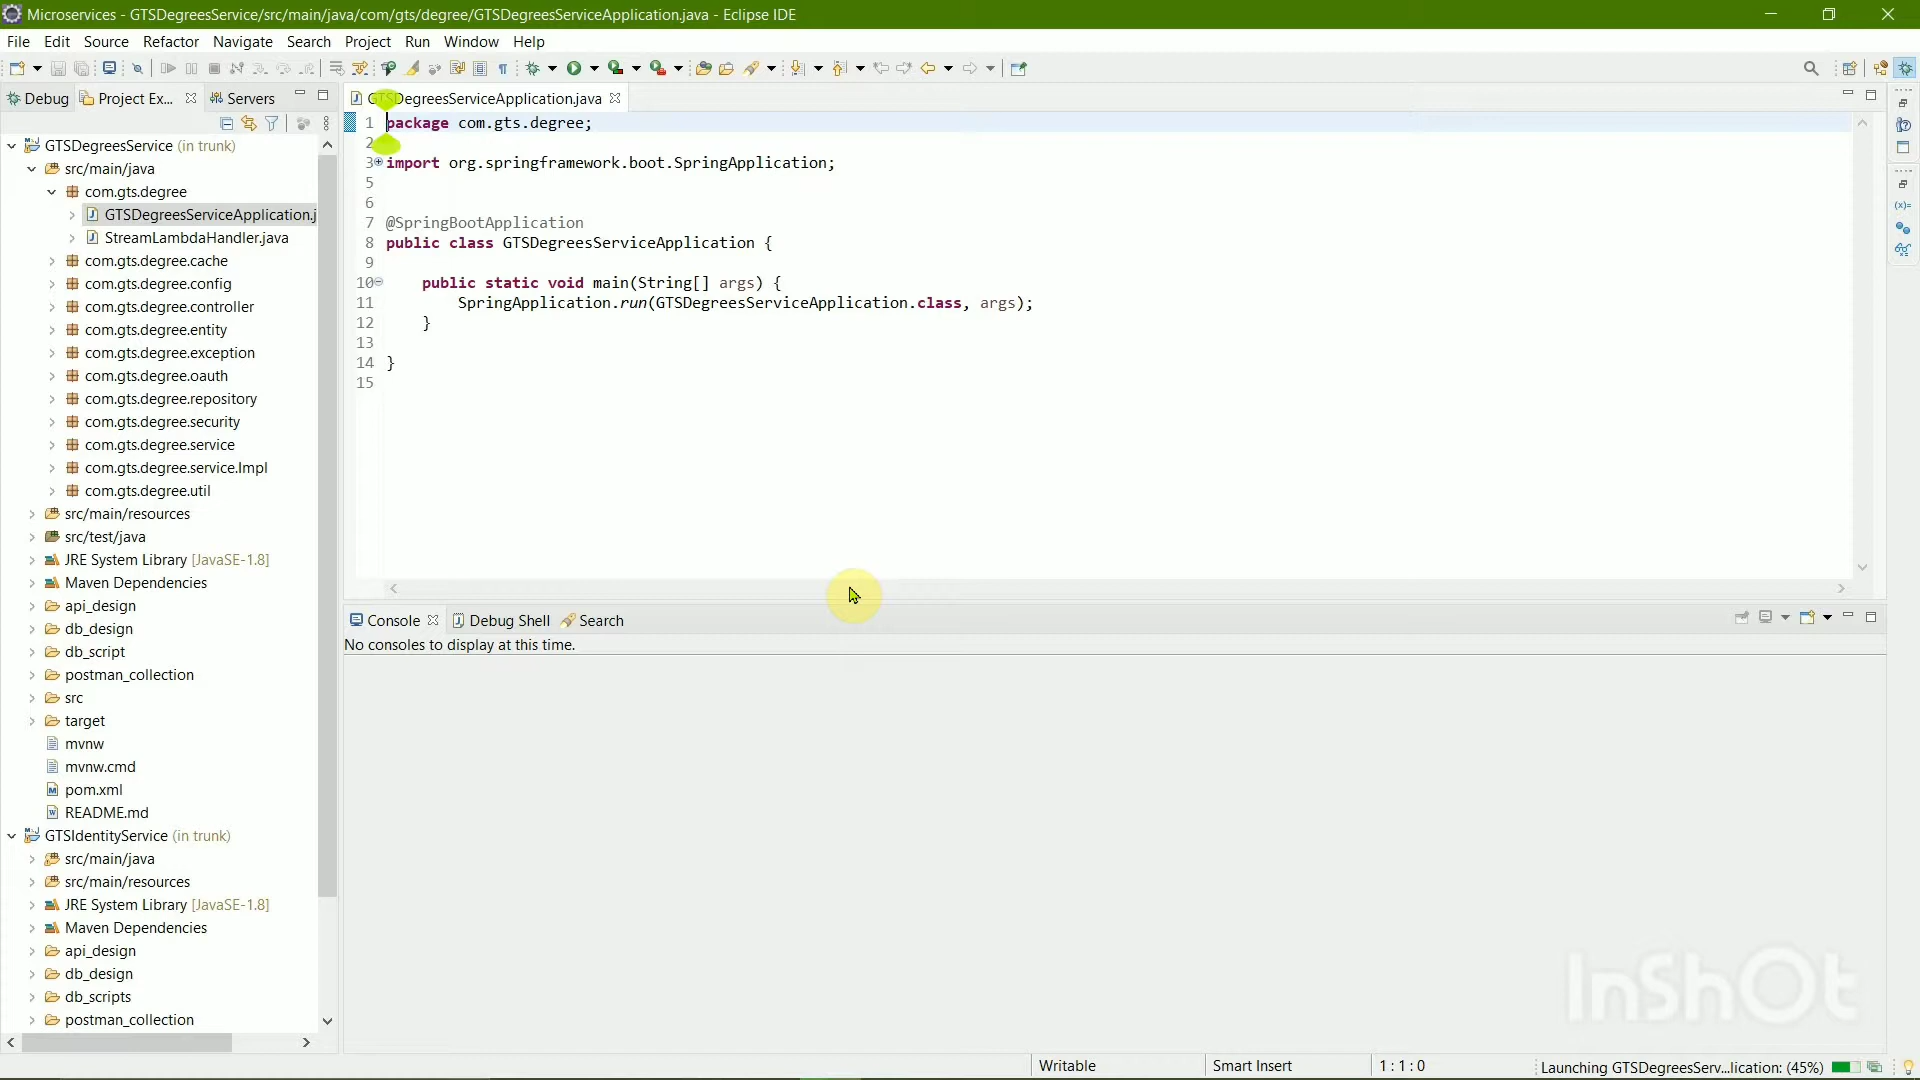 Microservices - GTSDegreesService/src/main/java/com/gts/degree/GTSDegreesServiceApplication.java - Eclipse IDE
File Edit Source Refactor Navigate Search Project Run Window Help
Debug Project Ex... Servers
GTSDegreesServiceApplication.java
GTSDegreesService (in trunk)
src/main/java
com.gts.degree
GTSDegreesServiceApplication.j
StreamLambdaHandler.java
com.gts.degree.cache
com.gts.degree.config
com.gts.degree.controller
com.gts.degree.entity
com.gts.degree.exception
com.gts.degree.oauth
com.gts.degree.repository
com.gts.degree.security
com.gts.degree.service
com.gts.degree.service.Impl
com.gts.degree.util
src/main/resources
src/test/java
JRE System Library [JavaSE-1.8]
Maven Dependencies
api_design
db_design
db_script
postman_collection
src
target
mvnw
mvnw.cmd
pom.xml
README.md
GTSIdentityService (in trunk)
src/main/java
src/main/resources
JRE System Library [JavaSE-1.8]
Maven Dependencies
api_design
db_design
db_scripts
postman_collection
1 package com.gts.degree;
2
3 import org.springframework.boot.SpringApplication;
5
6
7 @SpringBootApplication
8 public class GTSDegreesServiceApplication {
9
10 public static void main(String[] args) {
11 SpringApplication.run(GTSDegreesServiceApplication.class, args);
12 }
13
14 }
15
Console Debug Shell Search
No consoles to display at this time.
InShOt
Writable Smart Insert 1 : 1 : 0 Launching GTSDegreesServ...lication: (45%)